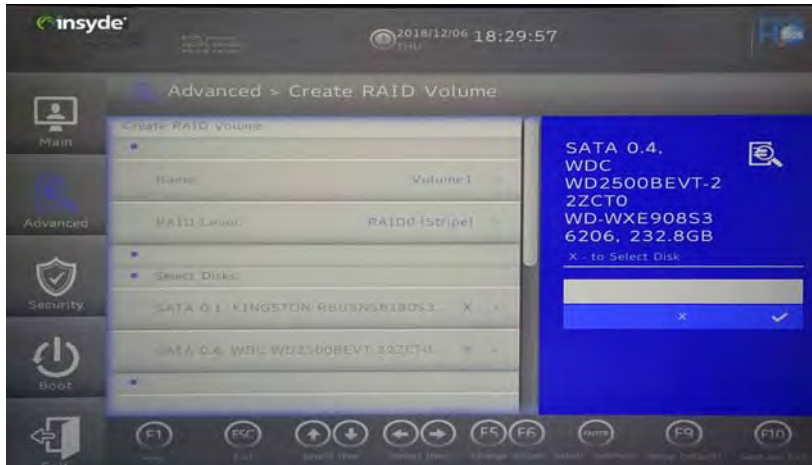 insyde
2018/12/06 18:29:57
THU
Advanced > Create RAID Volume
Main
Advanced
Security
Boot
Create RAID Volume
Name
Volume1
RAID Level
RAID0 (Stripe)
Select Disks:
SATA 0.1, KINGSTON X
SATA 0.4, WDC X
SATA 0.4,
WDC
WD2500BEVT-2
2ZCT0
WD-WXE908S3
6206, 232.8GB
X - to Select Disk
X
F1
ESC
F5 F6
ENTER
F9
F10